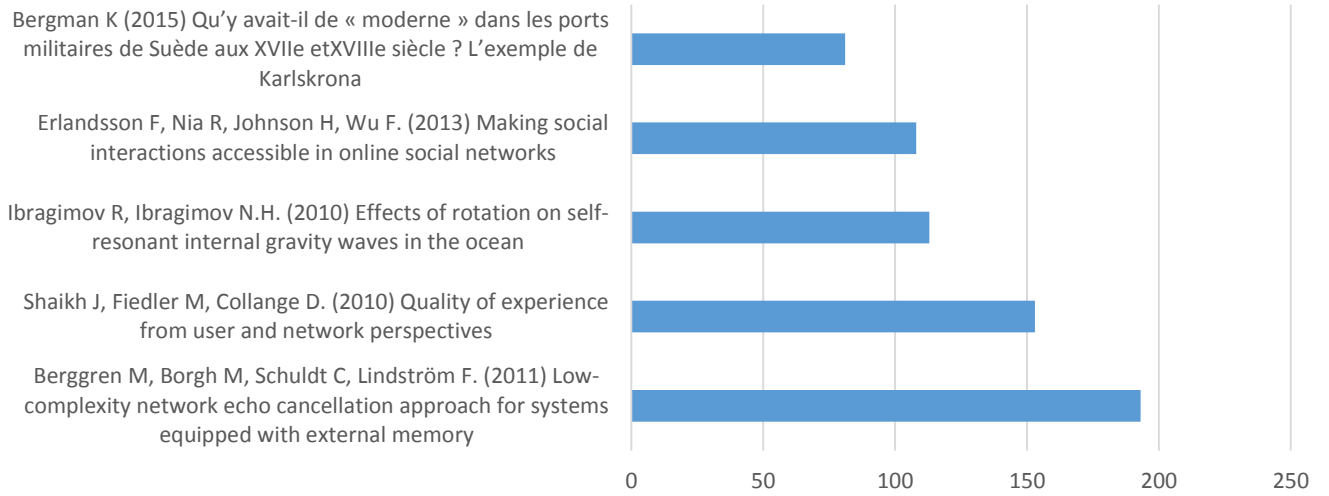 Bergman K (2015) Qu’y avait-il de « moderne » dans les ports
militaires de Suède aux XVIIe etXVIIIe siècle ? L’exemple de
Karlskrona
Erlandsson F, Nia R, Johnson H, Wu F. (2013) Making social
interactions accessible in online social networks
Ibragimov R, Ibragimov N.H. (2010) Effects of rotation on self-
resonant internal gravity waves in the ocean
Shaikh J, Fiedler M, Collange D. (2010) Quality of experience
from user and network perspectives
Berggren M, Borgh M, Schuldt C, Lindström F. (2011) Low-
complexity network echo cancellation approach for systems
equipped with external memory
0 50 100 150 200 250